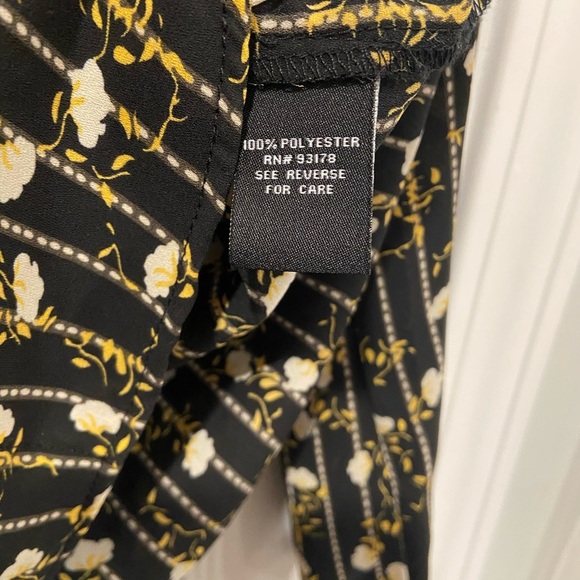 100% POLYESTER
RN# 93178
SEE REVERSE
FOR CARE